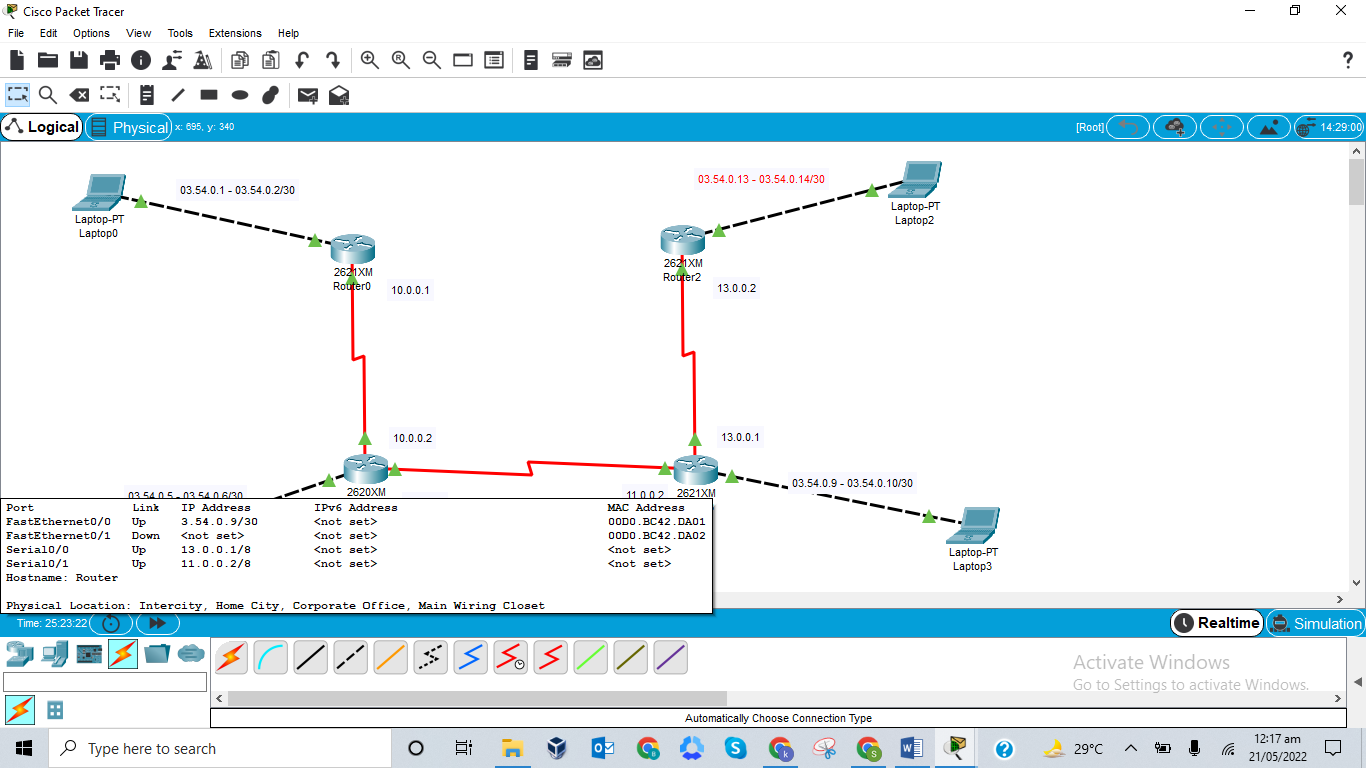 Cisco Packet Tracer
File Edit Options View Tools Extensions Help
Logical Physical x: 695, y: 340 [Root] 14:29:00
03.54.0.1 - 03.54.0.2/30
Laptop-PT
Laptop0
2621XM
Router0
10.0.0.1
03.54.0.13 - 03.54.0.14/30
Laptop-PT
Laptop2
2621XM
Router2
13.0.0.2
10.0.0.2
13.0.0.1
2620XM
03.54.0.5 - 03.54.0.6/30
11.0.0.2
2621XM
03.54.0.9 - 03.54.0.10/30
Laptop-PT
Laptop3
Port Link IP Address IPv6 Address MAC Address
FastEthernet0/0 Up 3.54.0.9/30 <not set> 00D0.BC42.DA01
FastEthernet0/1 Down <not set> <not set> 00D0.BC42.DA02
Serial0/0 Up 13.0.0.1/8 <not set> <not set>
Serial0/1 Up 11.0.0.2/8 <not set> <not set>
Hostname: Router
Physical Location: Intercity, Home City, Corporate Office, Main Wiring Closet
Time: 25:23:22 Realtime Simulation
Activate Windows
Go to Settings to activate Windows.
Automatically Choose Connection Type
Type here to search
29°C
12:17 am
21/05/2022